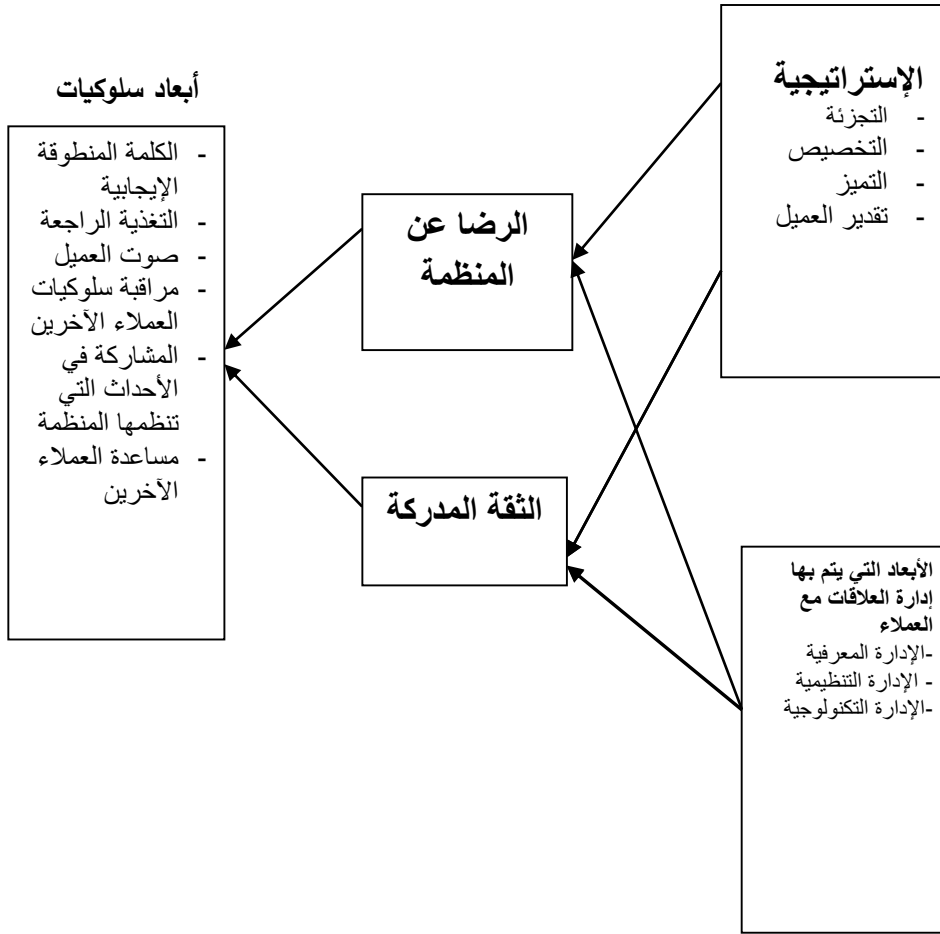 الإستراتيجية
- التجزئة
- التخصيص
- التميز
- تقدير العميل
الأبعاد التي يتم بها
إدارة العلاقات مع
العملاء
-الإدارة المعرفية
- الإدارة التنظيمية
-الإدارة التكنولوجية
الرضا عن
المنظمة
الثقة المدركة
أبعاد سلوكيات
- الكلمة المنطوقة
الإيجابية
- التغذية الراجعة
- صوت العميل
- مراقبة سلوكيات
العملاء الآخرين
- المشاركة في
الأحداث التي
تنظمها المنظمة
- مساعدة العملاء
الآخرين